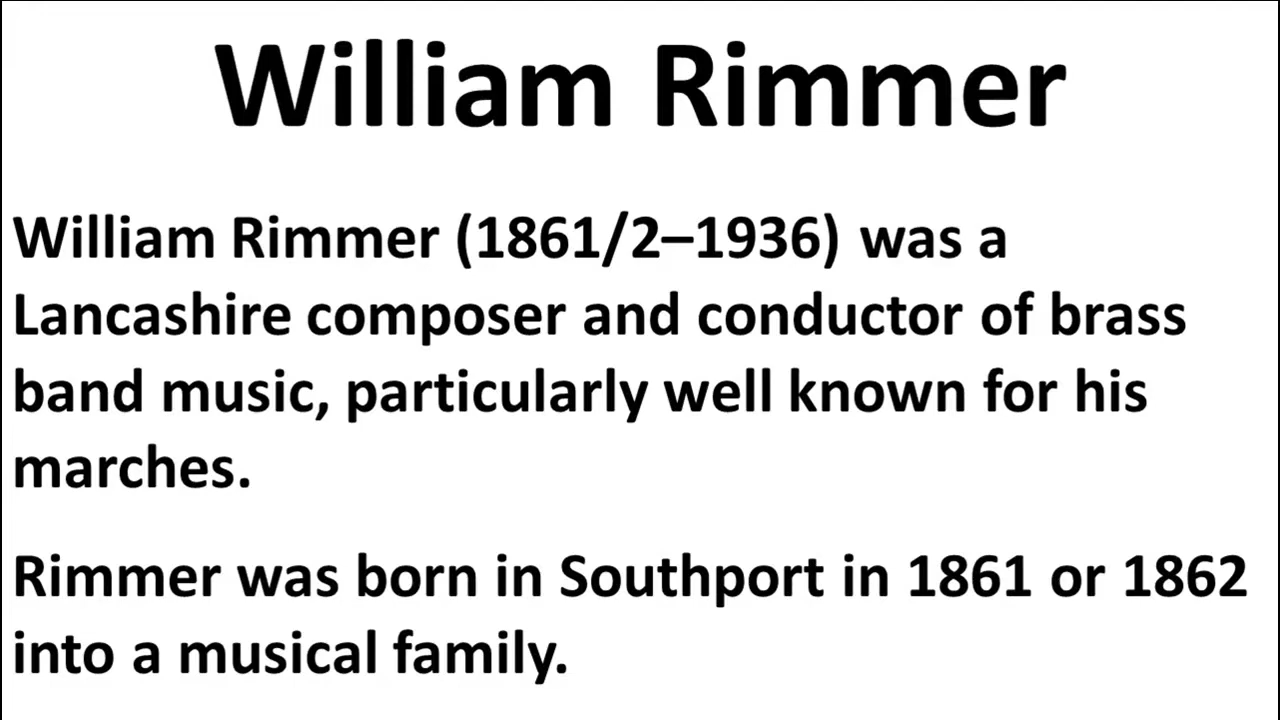 William Rimmer
William Rimmer (1861/2–1936) was a
Lancashire composer and conductor of brass
band music, particularly well known for his
marches.
Rimmer was born in Southport in 1861 or 1862
into a musical family.